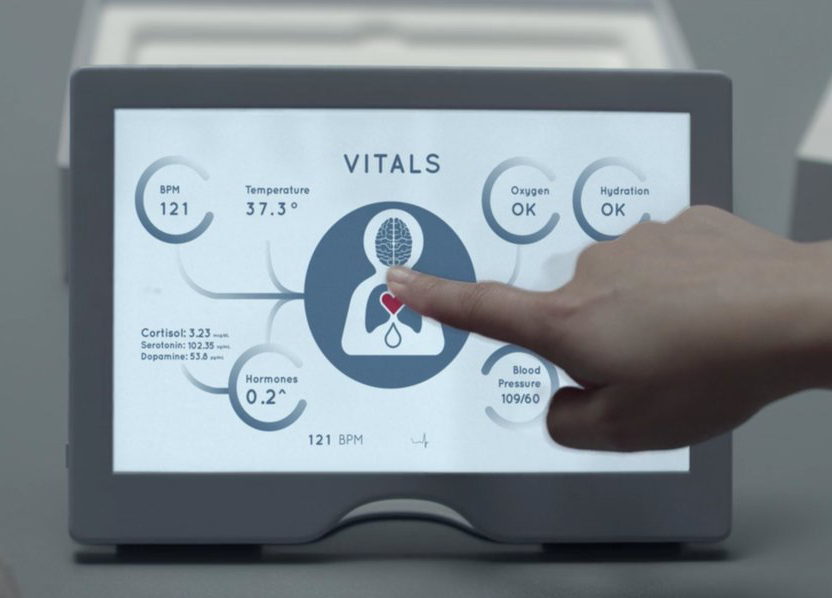 VITALS
BPM
121
Temperature
37.3°
Oxygen
OK
Hydration
OK
Cortisol: 3.23
Serotonin: 102.35
Dopamine: 53.8
Hormones
0.2^
Blood
Pressure
109/60
121 BPM